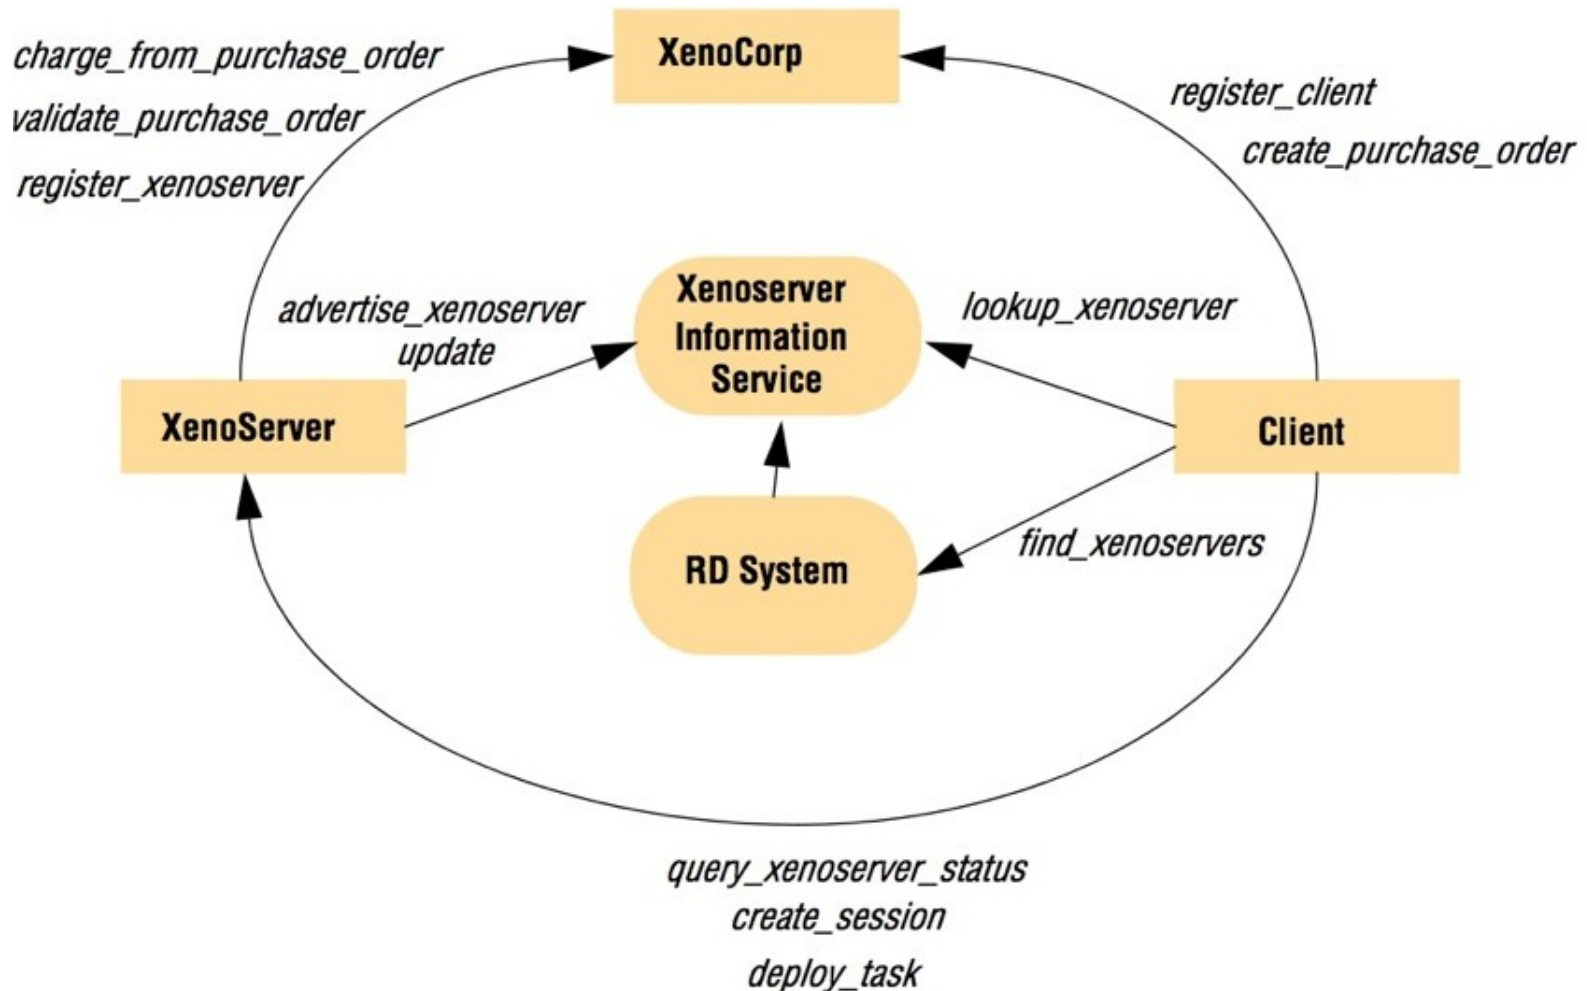 charge_from_purchase_order
XenoCorp
register_client
validate_purchase_order
create_purchase_order
register_xenoserver
advertise_xenoserver
update
Xenoserver
Information
Service
lookup_xenoserver
XenoServer
Client
RD System
find_xenoservers
query_xenoserver_status
create_session
deploy_task